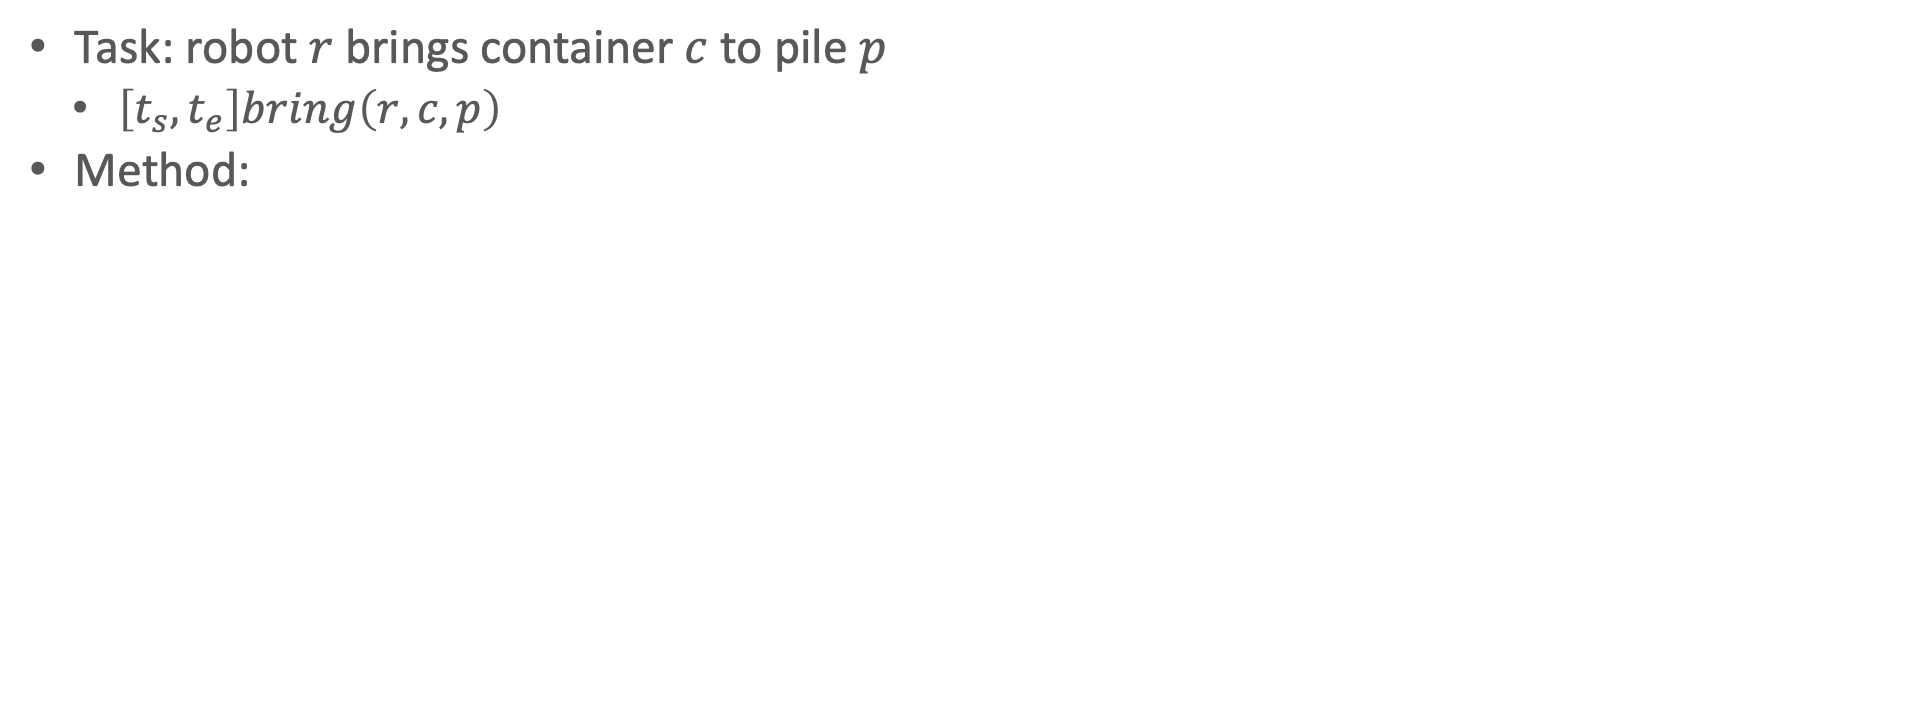 • Task: robot 𝑟 brings container 𝑐 to pile 𝑝
• [𝑡ₛ, 𝑡ₑ]𝑏𝑟𝑖𝑛𝑔(𝑟, 𝑐, 𝑝)
• Method: